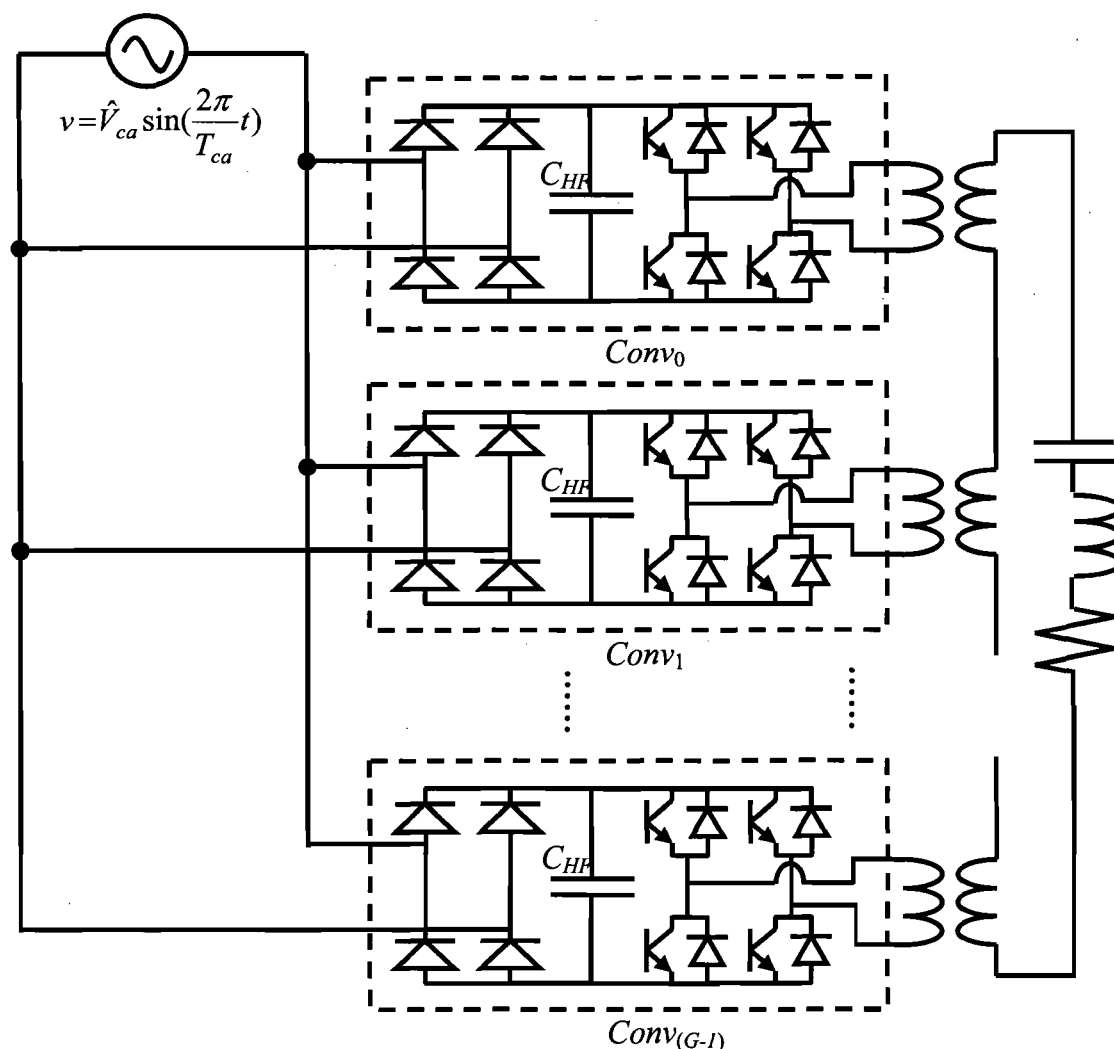 v = V̂ca sin(2π/Tca t)
CHF
Conv0
CHF
Conv1
CHF
Conv(G-1)